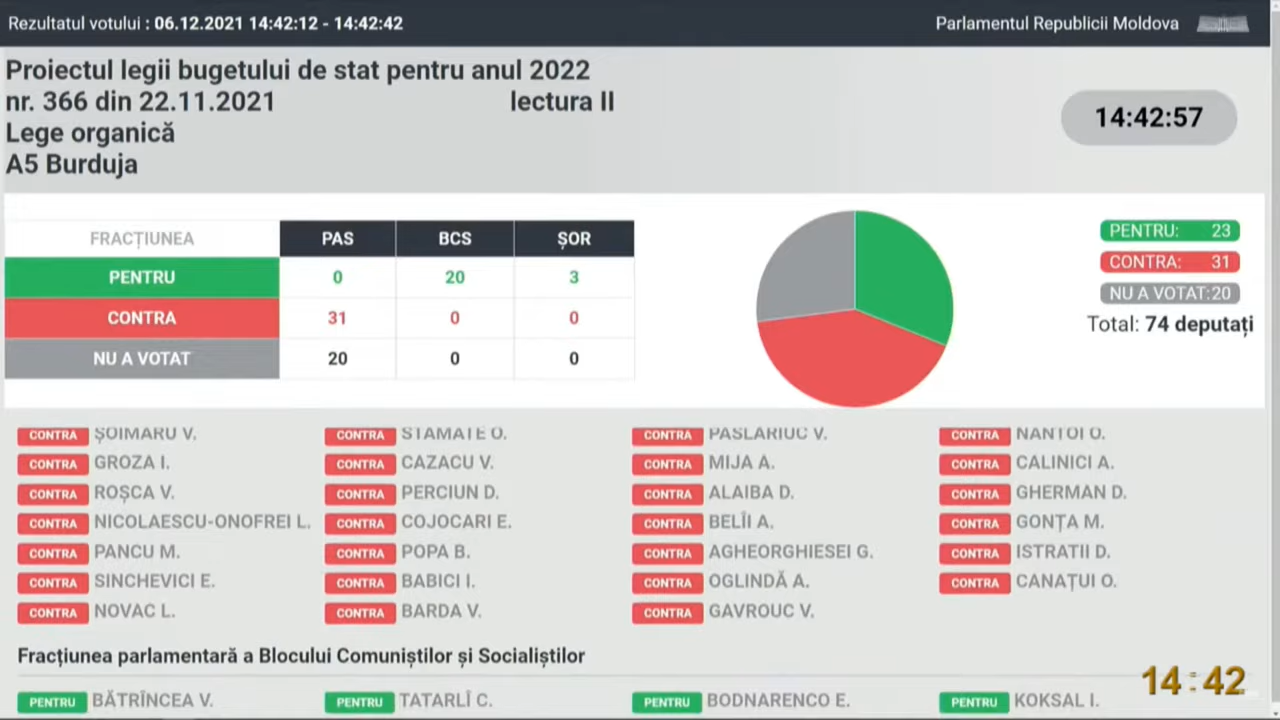 Rezultatul votului : 06.12.2021 14:42:12 - 14:42:42
Parlamentul Republicii Moldova
Proiectul legii bugetului de stat pentru anul 2022
nr. 366 din 22.11.2021 lectura II
Lege organică
A5 Burduja
14:42:57
FRACȚIUNEA PAS BCS ȘOR
PENTRU 0 20 3
CONTRA 31 0 0
NU A VOTAT 20 0 0
PENTRU: 23
CONTRA: 31
NU A VOTAT:20
Total: 74 deputați
CONTRA ȘOIMARU V. CONTRA STAMATE O. CONTRA PASLARIUC V. CONTRA NANTOI O.
CONTRA GROZA I. CONTRA CAZACU V. CONTRA MIJA A. CONTRA CALINICI A.
CONTRA ROȘCA V. CONTRA PERCIUN D. CONTRA ALAIBA D. CONTRA GHERMAN D.
CONTRA NICOLAESCU-ONOFREI L. CONTRA COJOCARI E. CONTRA BELÎI A. CONTRA GONȚA M.
CONTRA PANCU M. CONTRA POPA B. CONTRA AGHEORGHIESEI G. CONTRA ISTRATII D.
CONTRA SINCHEVICI E. CONTRA BABICI I. CONTRA OGLINDĂ A. CONTRA CANAȚUI O.
CONTRA NOVAC L. CONTRA BARDA V. CONTRA GAVROUC V.
Fracțiunea parlamentară a Blocului Comuniștilor și Socialiștilor
PENTRU BĂTRÎNCEA V. PENTRU TATARLÎ C. PENTRU BODNARENCO E. PENTRU KOKSAL I.
14:42